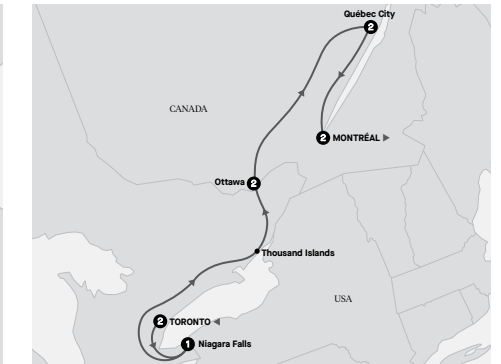 Québec City
2
CANADA
2 MONTRÉAL
Ottawa 2
Thousand Islands
USA
2 TORONTO
1 Niagara Falls